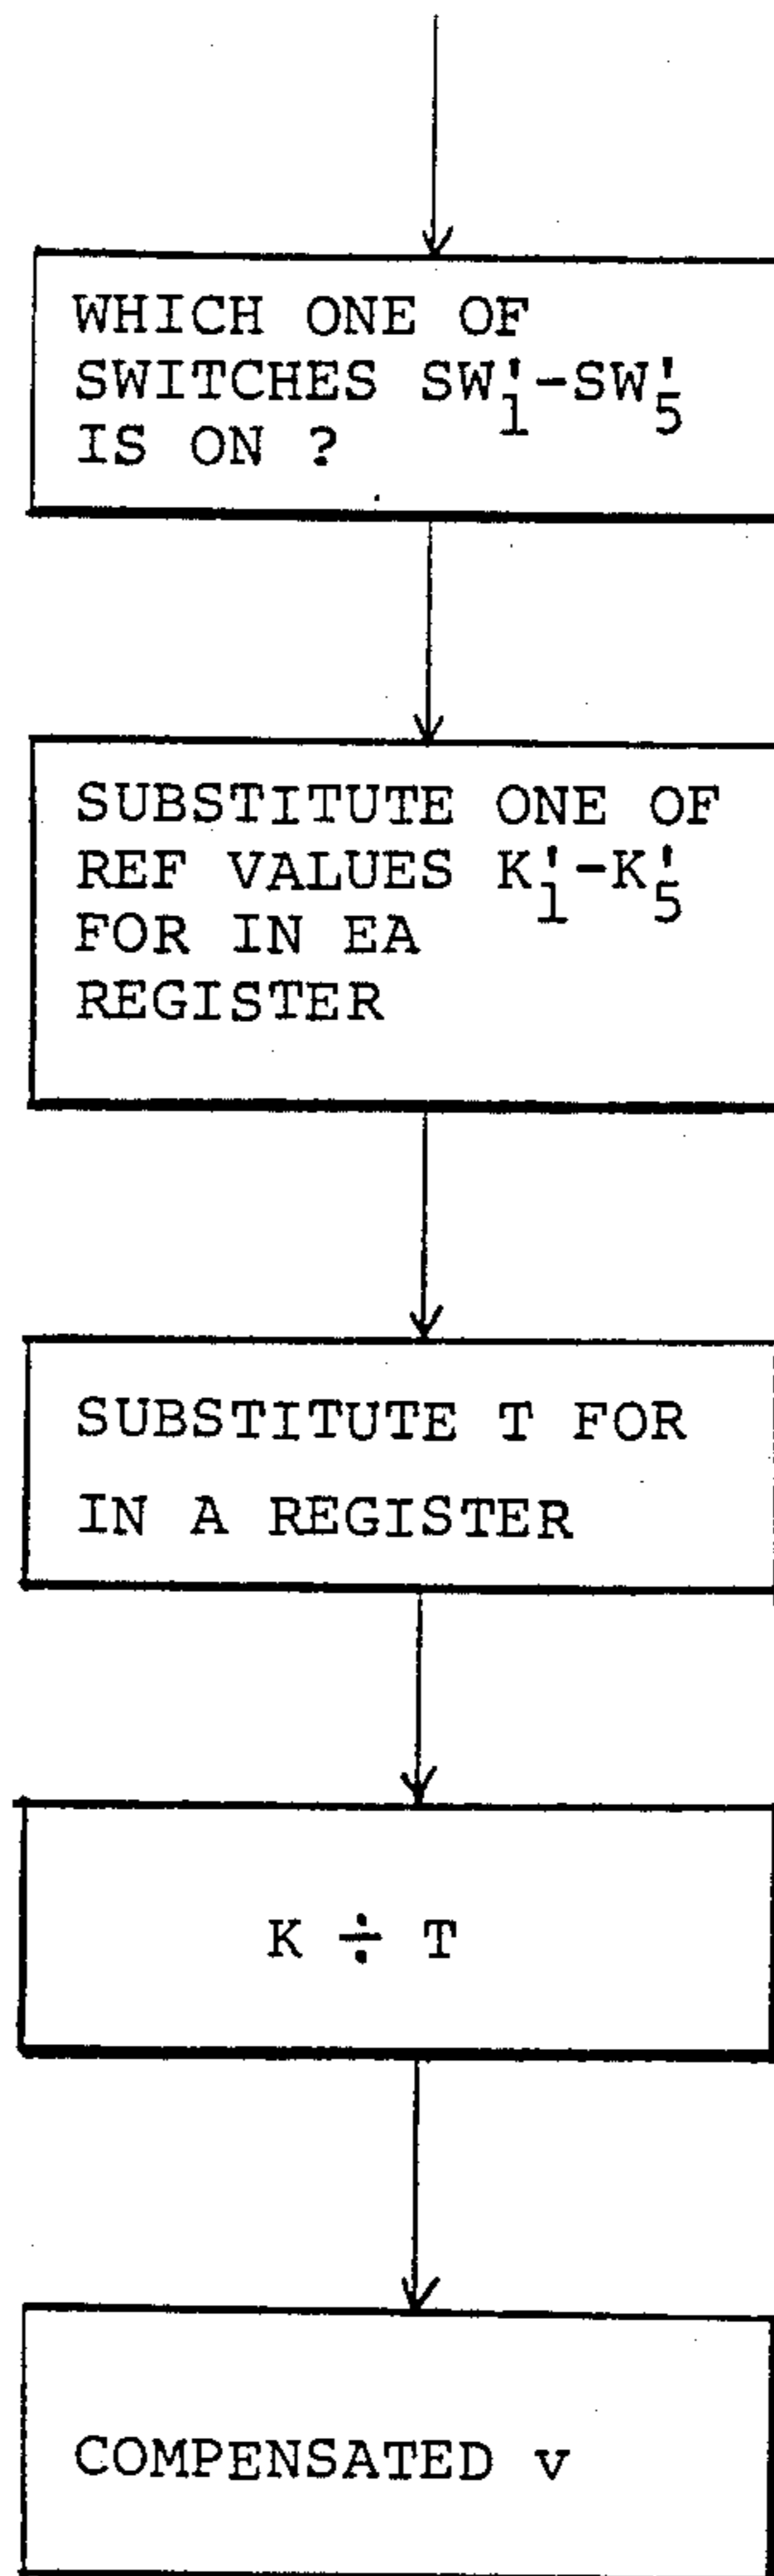 WHICH ONE OF
SWITCHES SW'₁-SW'₅
IS ON ?
SUBSTITUTE ONE OF
REF VALUES K'₁-K'₅
FOR IN EA
REGISTER
SUBSTITUTE T FOR
IN A REGISTER
K ÷ T
COMPENSATED v